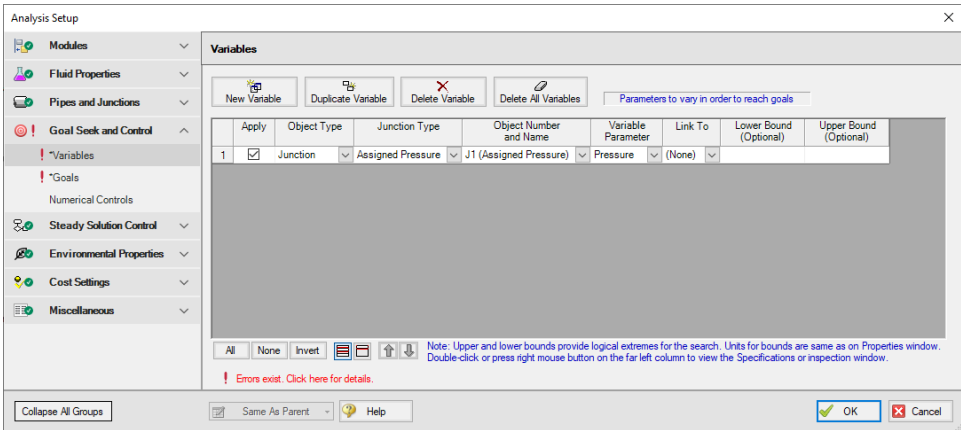 Analysis Setup
Modules
Fluid Properties
Pipes and Junctions
Goal Seek and Control
*Variables
*Goals
Numerical Controls
Steady Solution Control
Environmental Properties
Cost Settings
Miscellaneous
Collapse All Groups
Variables
New Variable
Duplicate Variable
Delete Variable
Delete All Variables
Parameters to vary in order to reach goals
Apply
Object Type
Junction Type
Object Number
and Name
Variable
Parameter
Link To
Lower Bound
(Optional)
Upper Bound
(Optional)
1 Junction Assigned Pressure J1 (Assigned Pressure) Pressure (None)
All None Invert
Note: Upper and lower bounds provide logical extremes for the search. Units for bounds are same as on Properties window.
Double-click or press right mouse button on the far left column to view the Specifications or inspection window.
! Errors exist. Click here for details.
Same As Parent
Help
OK
Cancel